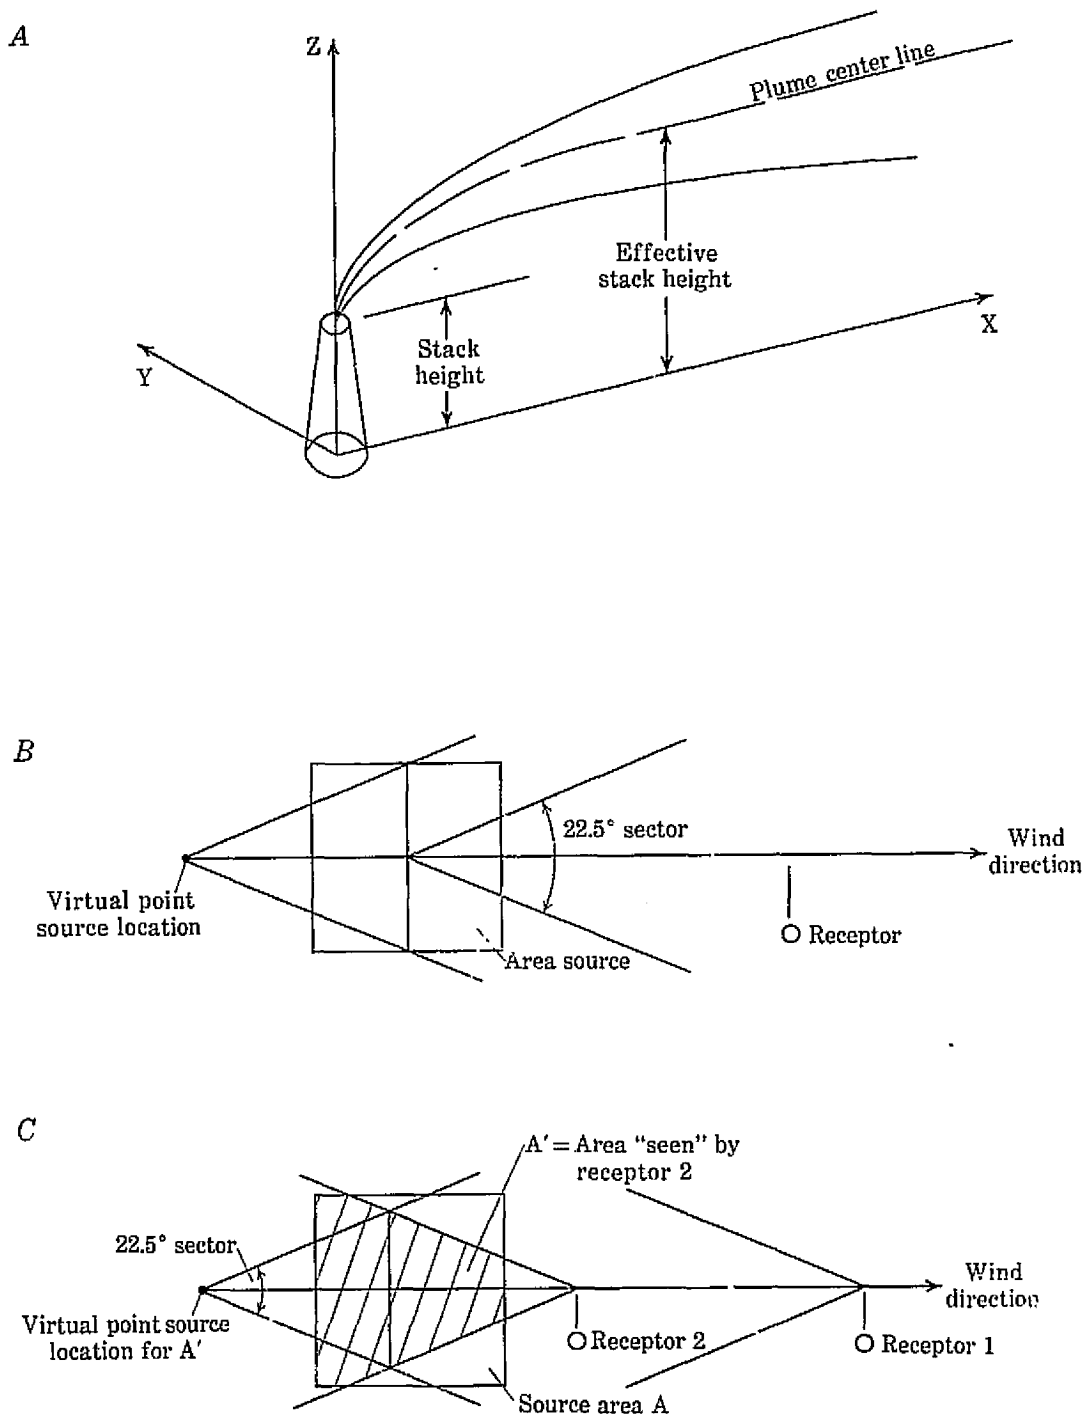 A
Z
Plume center line
Effective
stack height
X
Stack
height
Y
B
22.5° sector
Wind
direction
Virtual point
source location
Receptor
Area source
C
A′ = Area “seen” by
receptor 2
22.5° sector
Wind
direction
Virtual point source
location for A′
Receptor 2
Receptor 1
Source area A